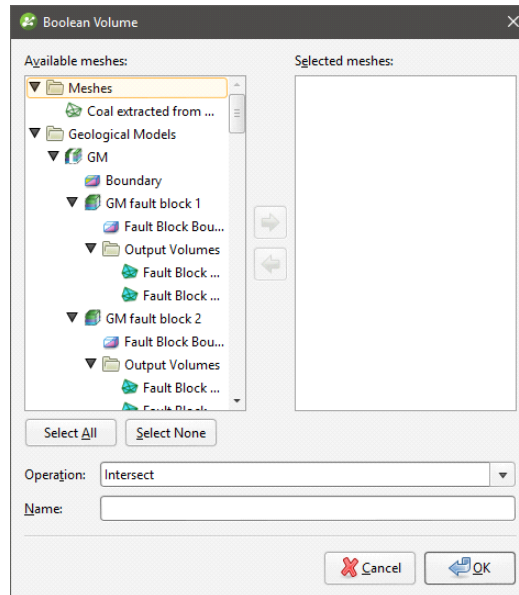 Boolean Volume
Available meshes:
Selected meshes:
Meshes
Coal extracted from ...
Geological Models
GM
Boundary
GM fault block 1
Fault Block Bou...
Output Volumes
Fault Block ...
Fault Block ...
GM fault block 2
Fault Block Bou...
Output Volumes
Fault Block ...
Fault Block
Select All
Select None
Operation:
Intersect
Name:
Cancel
OK